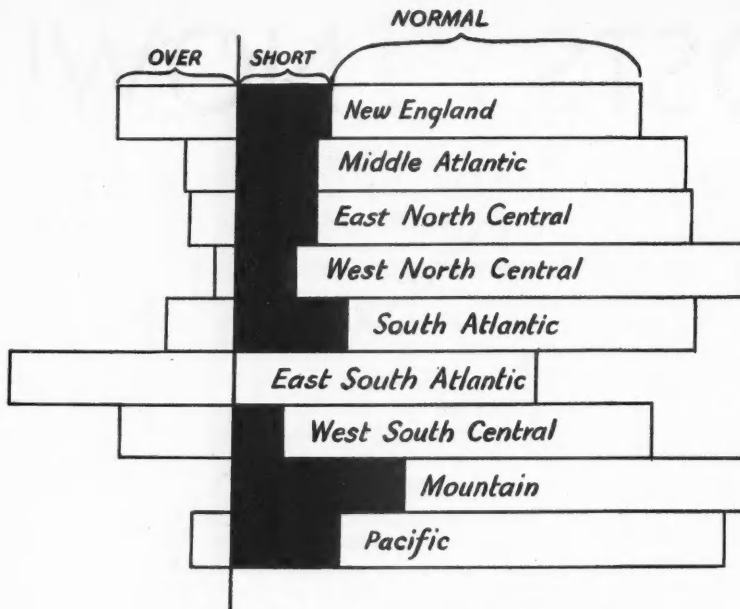 NORMAL
OVER SHORT
New England
Middle Atlantic
East North Central
West North Central
South Atlantic
East South Atlantic
West South Central
Mountain
Pacific